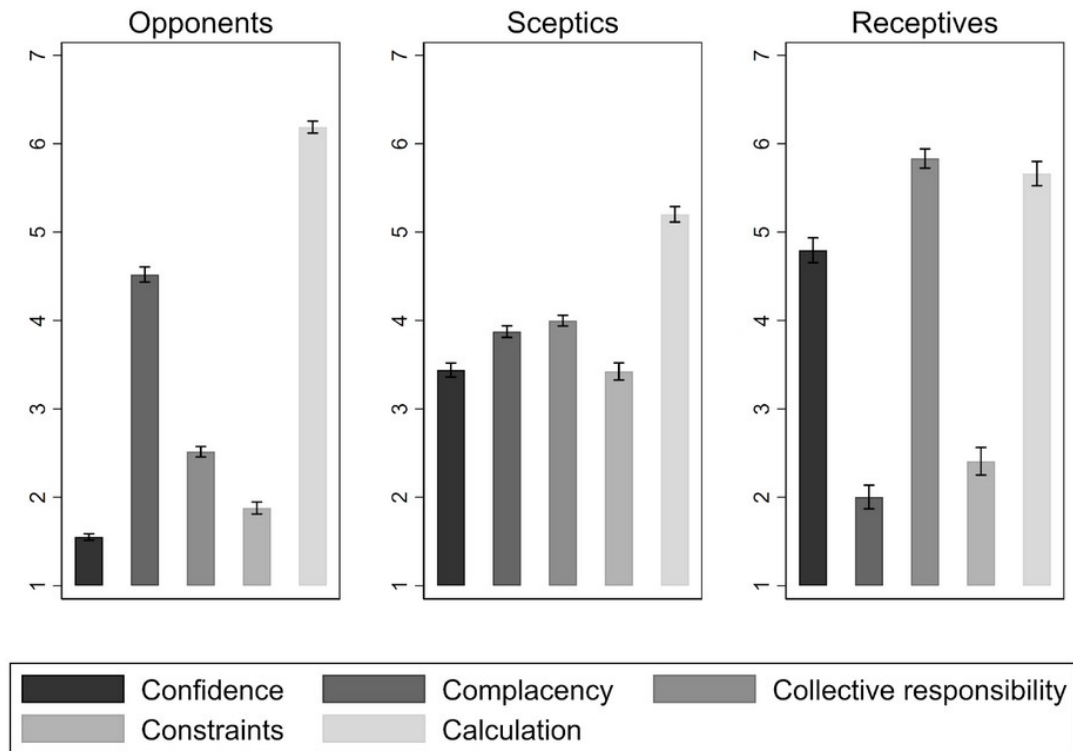 Opponents
Sceptics
Receptives
7
6
5
4
3
2
1
7
6
5
4
3
2
1
7
6
5
4
3
2
1
Confidence
Complacency
Collective responsibility
Constraints
Calculation